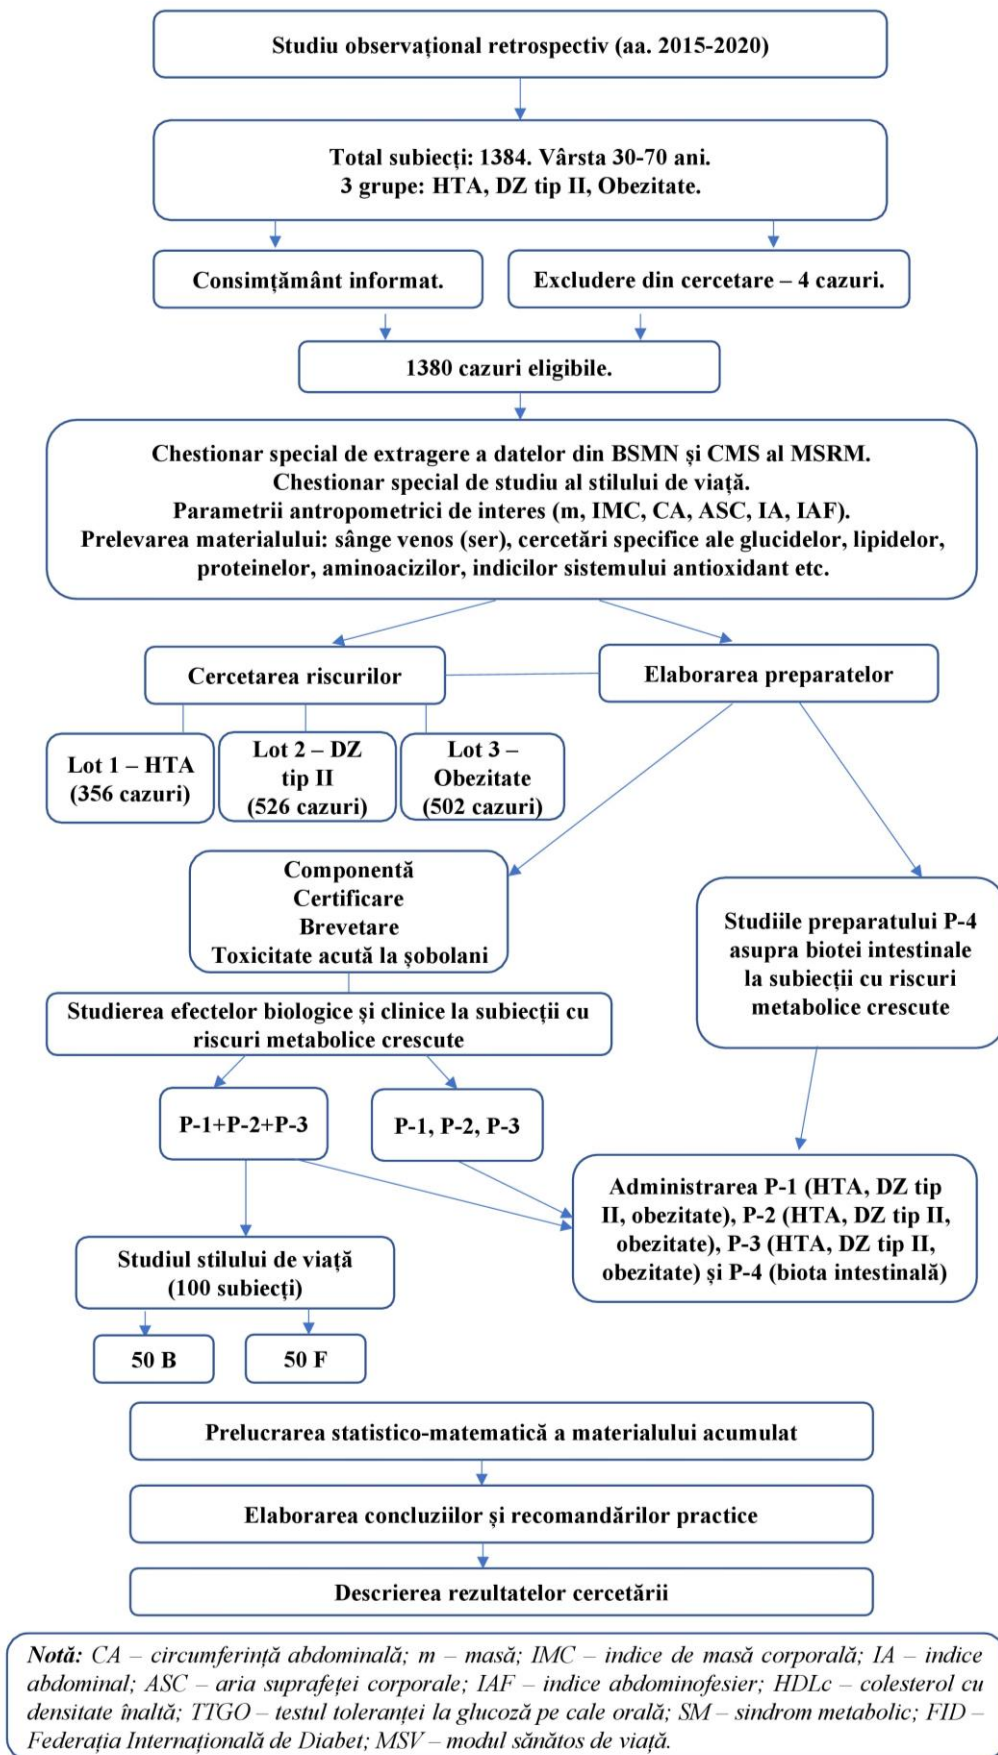 Studiu observațional retrospectiv (aa. 2015-2020)
Total subiecți: 1384. Vârsta 30-70 ani.
3 grupe: HTA, DZ tip II, Obezitate.
Consimțământ informat.
Excludere din cercetare – 4 cazuri.
1380 cazuri eligibile.
Chestionar special de extragere a datelor din BSMN și CMS al MSRM.
Chestionar special de studiu al stilului de viață.
Parametrii antropometrici de interes (m, IMC, CA, ASC, IA, IAF).
Prelevarea materialului: sânge venos (ser), cercetări specifice ale glucidelor, lipidelor,
proteinelor, aminoacizilor, indicilor sistemului antioxidant etc.
Cercetarea riscurilor
Elaborarea preparatelor
Lot 1 – HTA
(356 cazuri)
Lot 2 – DZ
tip II
(526 cazuri)
Lot 3 –
Obezitate
(502 cazuri)
Componentă
Certificare
Brevetare
Toxicitate acută la șobolani
Studiile preparatului P-4
asupra biotei intestinale
la subiecții cu riscuri
metabolice crescute
Studierea efectelor biologice și clinice la subiecții cu
riscuri metabolice crescute
P-1+P-2+P-3
P-1, P-2, P-3
Administrarea P-1 (HTA, DZ tip
II, obezitate), P-2 (HTA, DZ tip II,
obezitate), P-3 (HTA, DZ tip II,
obezitate) și P-4 (biota intestinală)
Studiul stilului de viață
(100 subiecți)
50 B
50 F
Prelucrarea statistico-matematică a materialului acumulat
Elaborarea concluziilor și recomandărilor practice
Descrierea rezultatelor cercetării
Notă: CA – circumferință abdominală; m – masă; IMC – indice de masă corporală; IA – indice
abdominal; ASC – aria suprafeței corporale; IAF – indice abdominofesier; HDLc – colesterol cu
densitate înaltă; TTGO – testul toleranței la glucoză pe cale orală; SM – sindrom metabolic; FID –
Federația Internațională de Diabet; MSV – modul sănătos de viață.